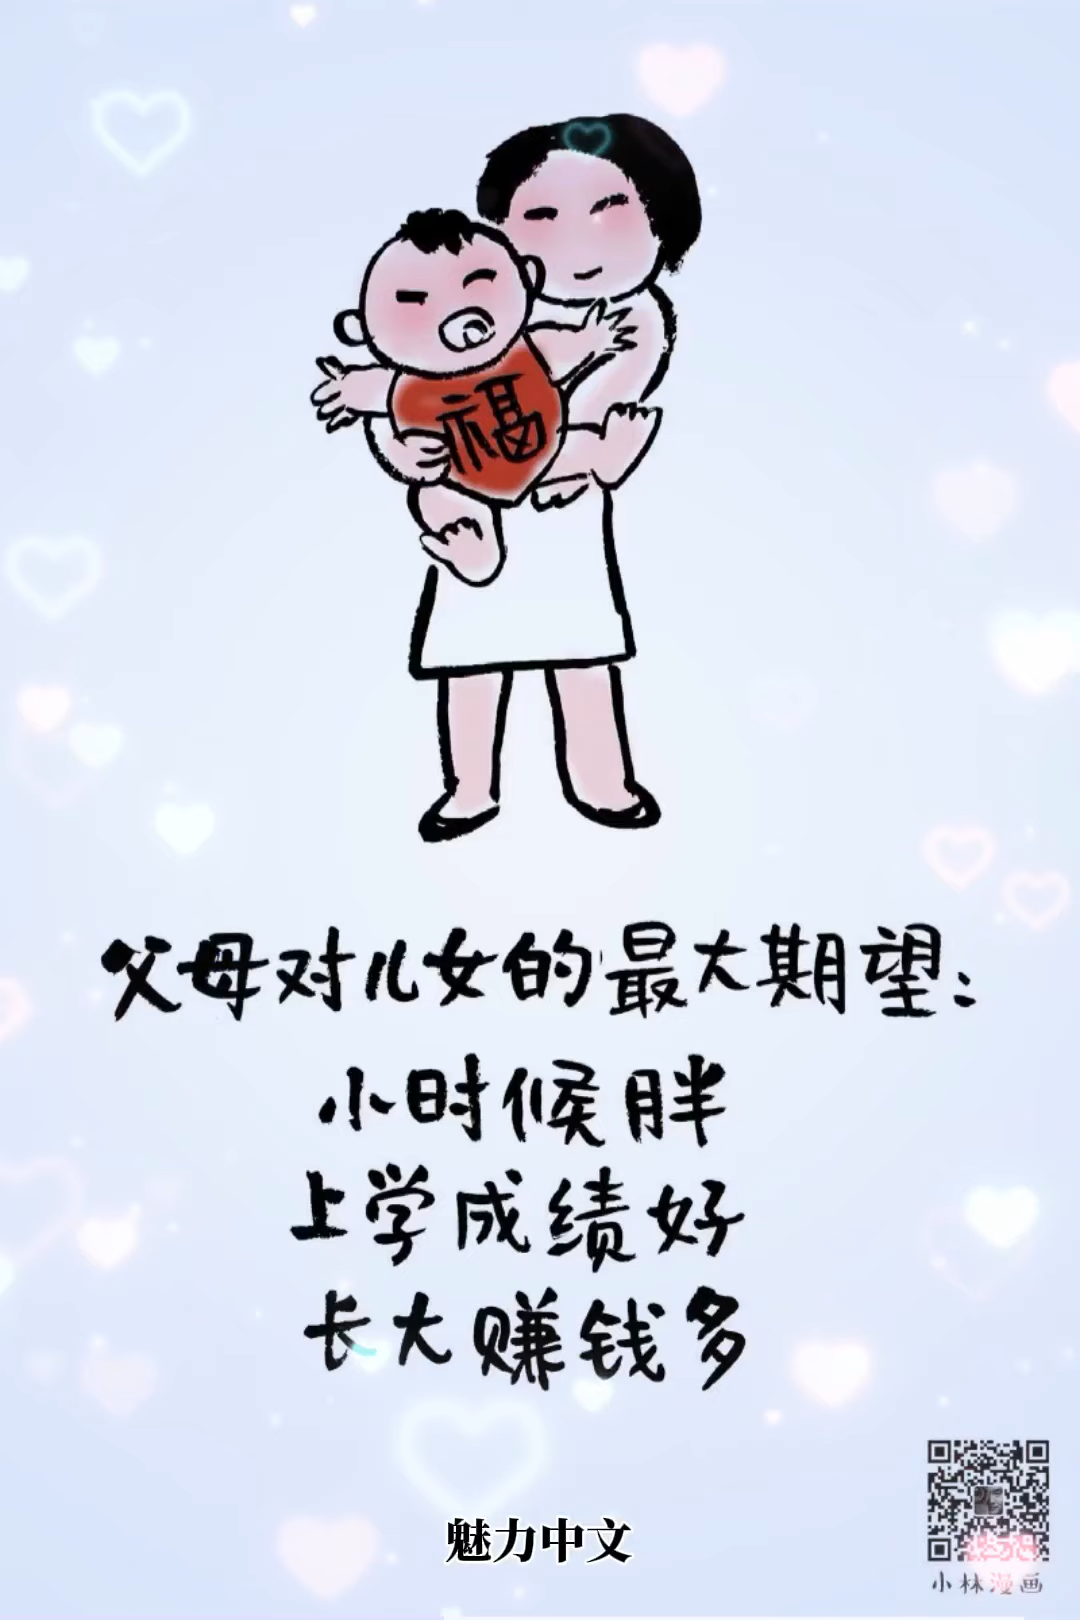 福
父母对儿女的最大期望：
小时候胖
上学成绩好
长大赚钱多
魅力中文
小林漫画